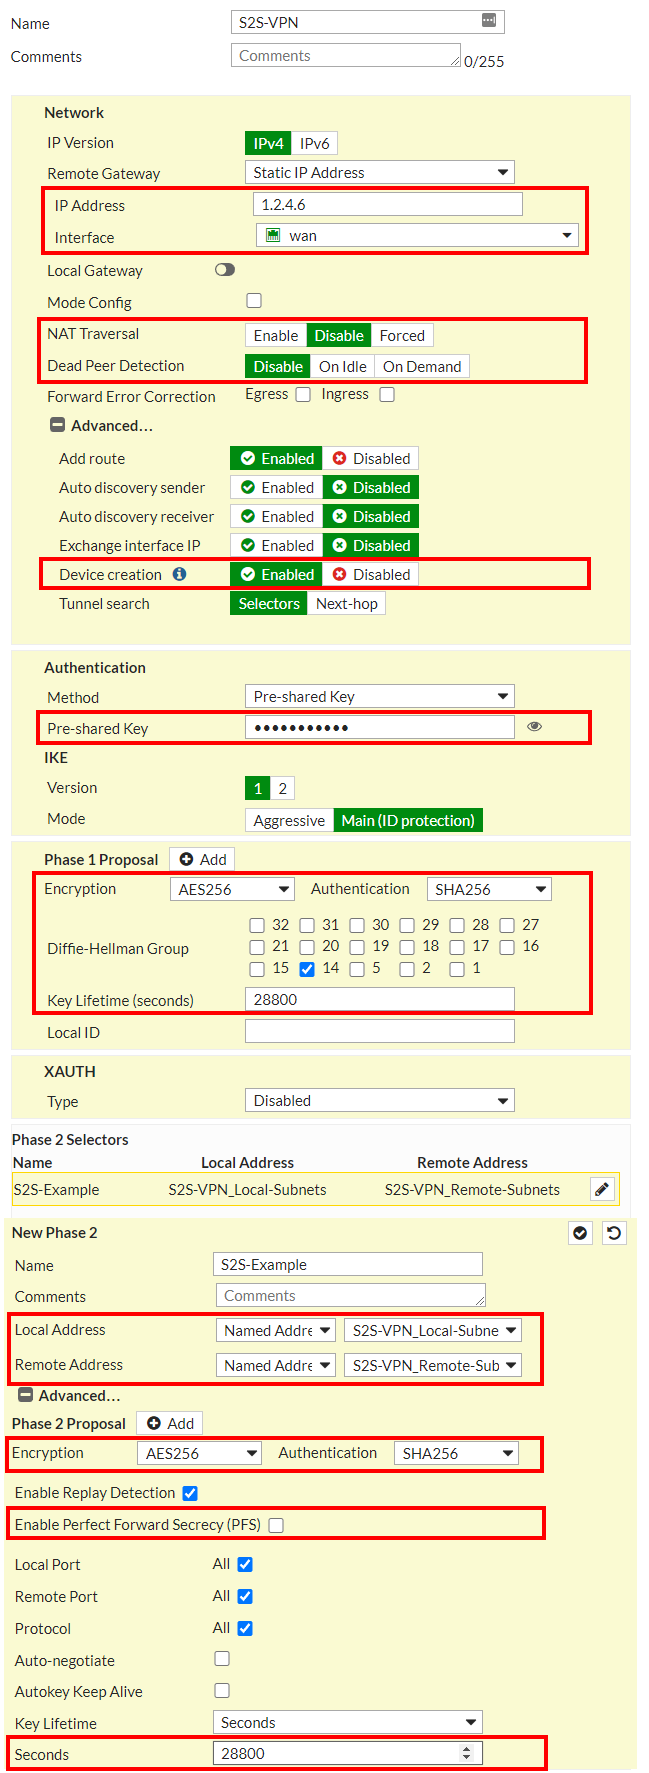 Name S2S-VPN
Comments Comments 0/255
Network
IP Version IPv4 IPv6
Remote Gateway Static IP Address
IP Address 1.2.4.6
Interface wan
Local Gateway
Mode Config
NAT Traversal Enable Disable Forced
Dead Peer Detection Disable On Idle On Demand
Forward Error Correction Egress Ingress
Advanced...
Add route Enabled Disabled
Auto discovery sender Enabled Disabled
Auto discovery receiver Enabled Disabled
Exchange interface IP Enabled Disabled
Device creation Enabled Disabled
Tunnel search Selectors Next-hop
Authentication
Method Pre-shared Key
Pre-shared Key •••••••••••
IKE
Version 1 2
Mode Aggressive Main (ID protection)
Phase 1 Proposal Add
Encryption AES256 Authentication SHA256
32 31 30 29 28 27
Diffie-Hellman Group 21 20 19 18 17 16
15 14 5 2 1
Key Lifetime (seconds) 28800
Local ID
XAUTH
Type Disabled
Phase 2 Selectors
Name Local Address Remote Address
S2S-Example S2S-VPN_Local-Subnets S2S-VPN_Remote-Subnets
New Phase 2
Name S2S-Example
Comments Comments
Local Address Named Addre S2S-VPN_Local-Subne
Remote Address Named Addre S2S-VPN_Remote-Sub
Advanced...
Phase 2 Proposal Add
Encryption AES256 Authentication SHA256
Enable Replay Detection
Enable Perfect Forward Secrecy (PFS)
Local Port All
Remote Port All
Protocol All
Auto-negotiate
Autokey Keep Alive
Key Lifetime Seconds
Seconds 28800